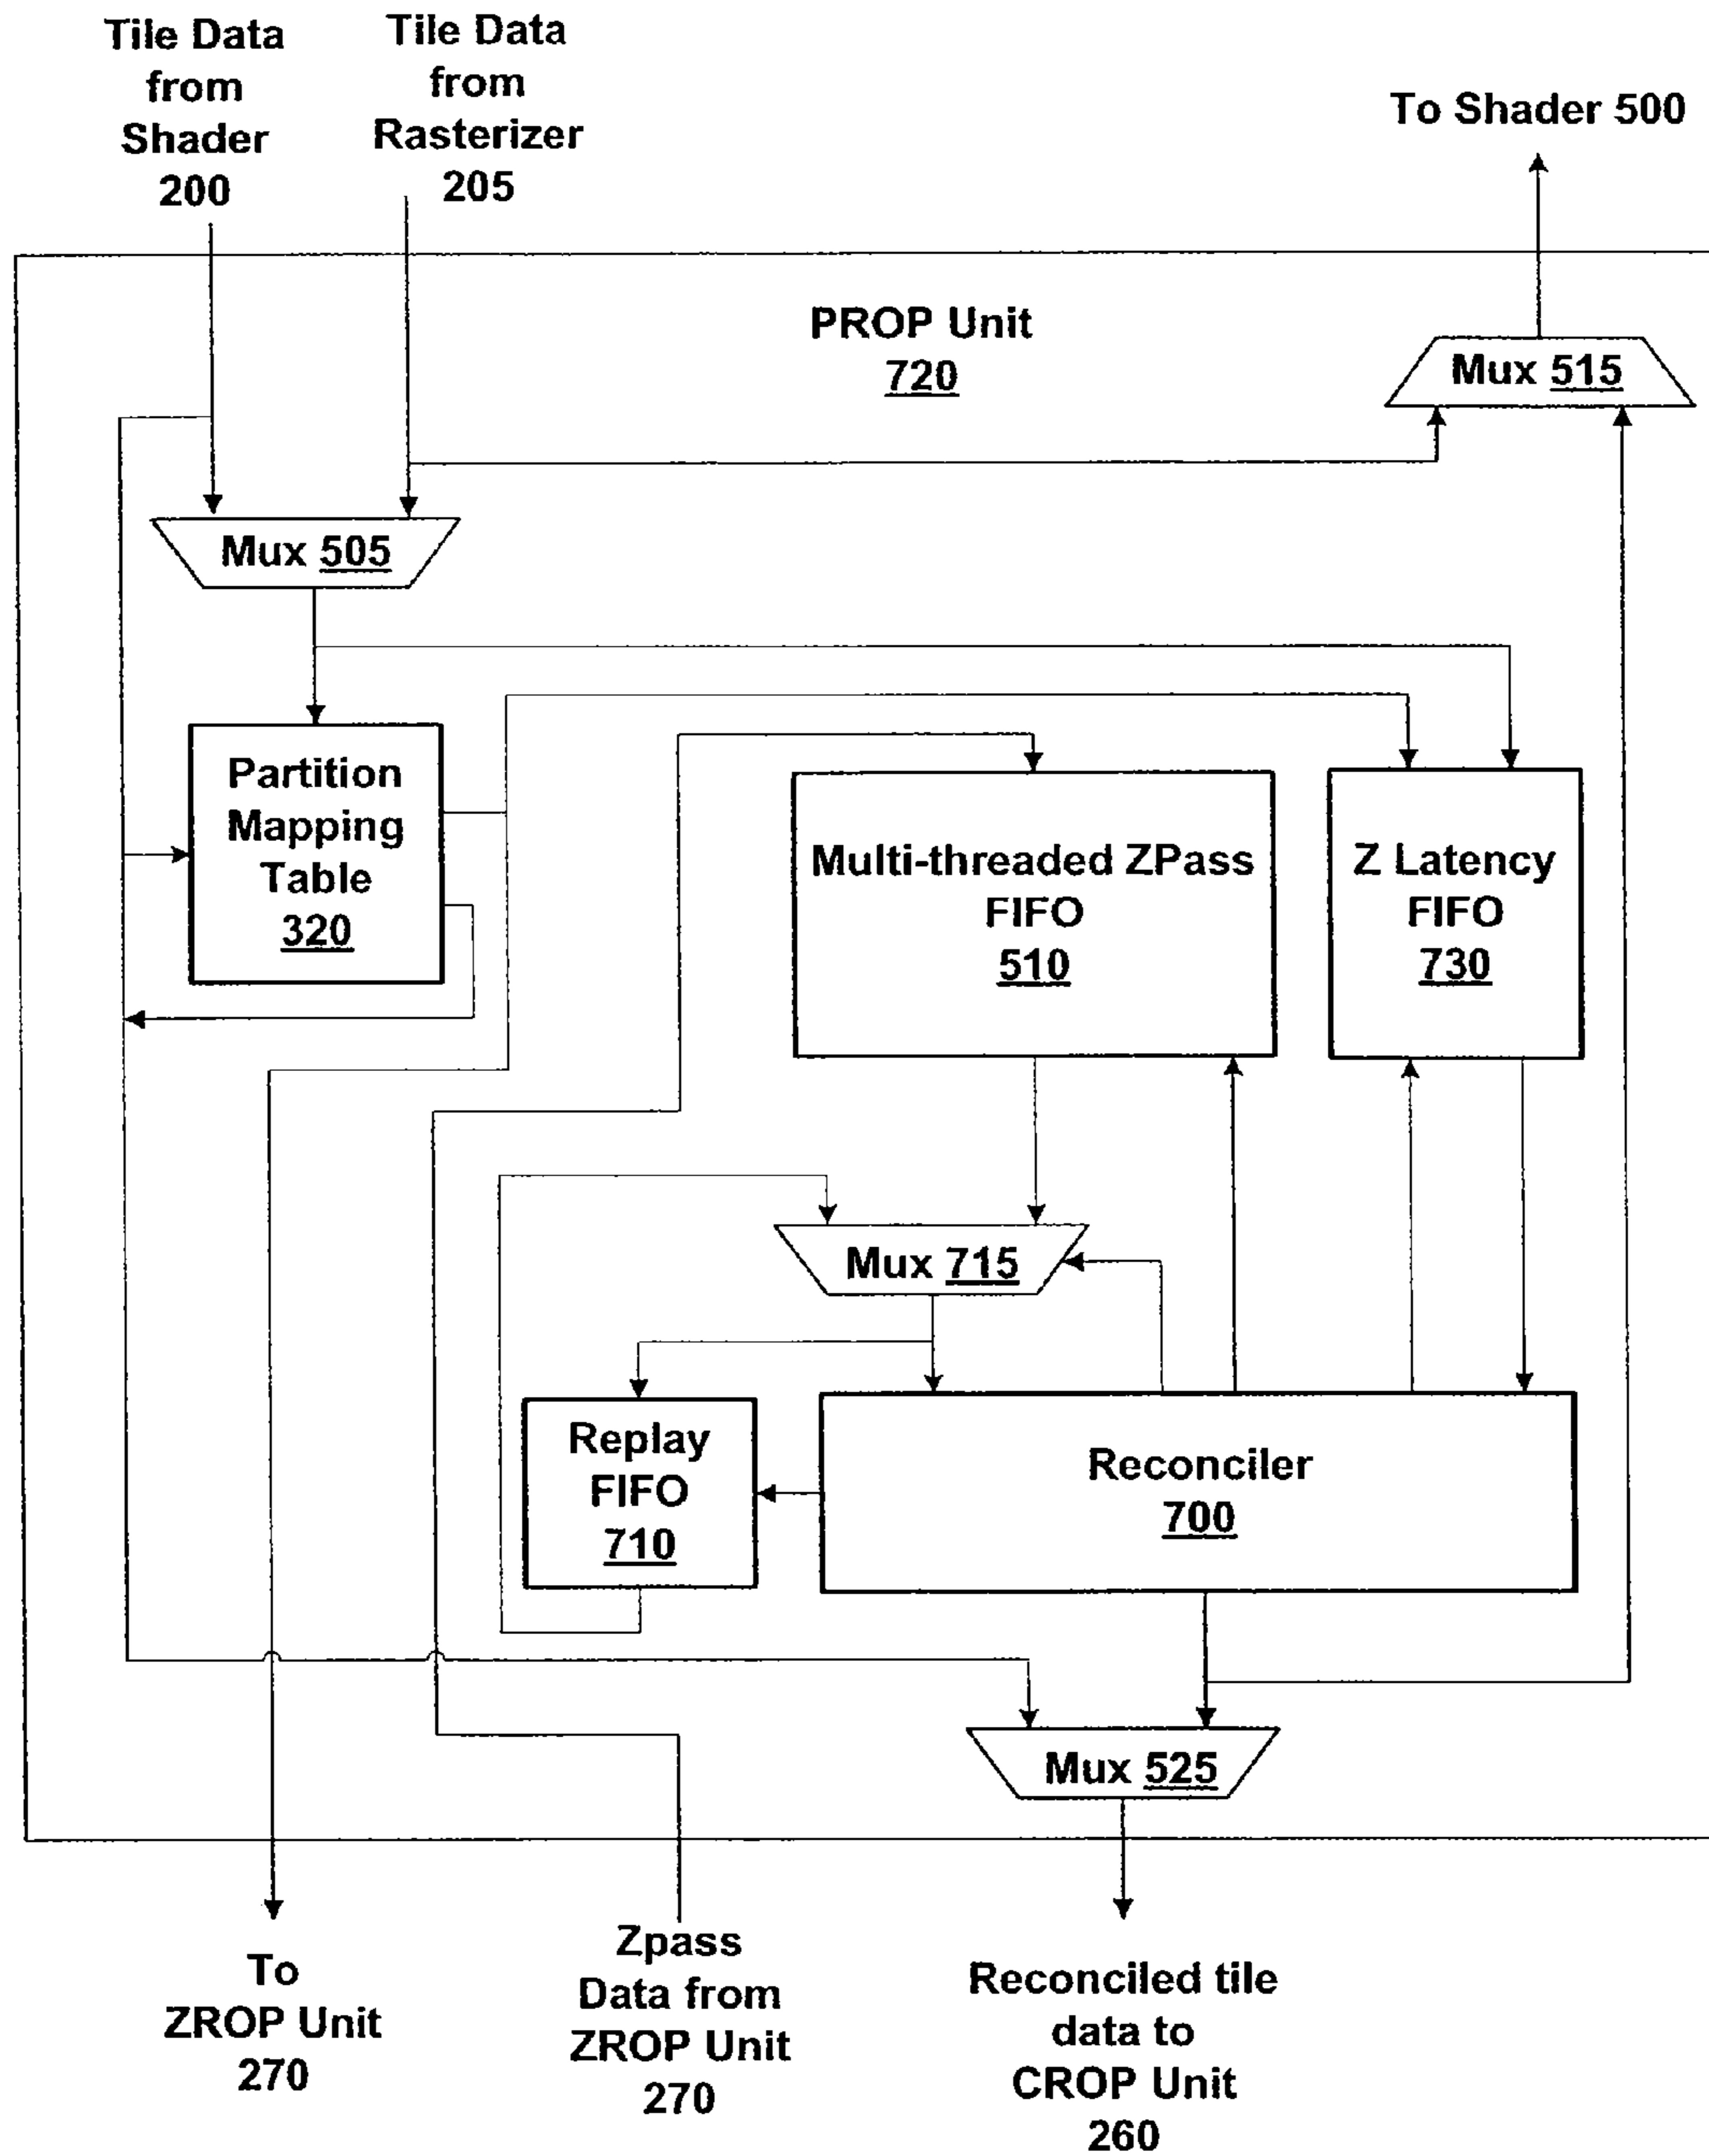 Tile Data
from
Shader
200
Tile Data
from
Rasterizer
205
To Shader 500
PROP Unit
720
Mux 515
Mux 505
Partition
Mapping
Table
320
Multi-threaded ZPass
FIFO
510
Z Latency
FIFO
730
Mux 715
Replay
FIFO
710
Reconciler
700
Mux 525
To
ZROP Unit
270
Zpass
Data from
ZROP Unit
270
Reconciled tile
data to
CROP Unit
260